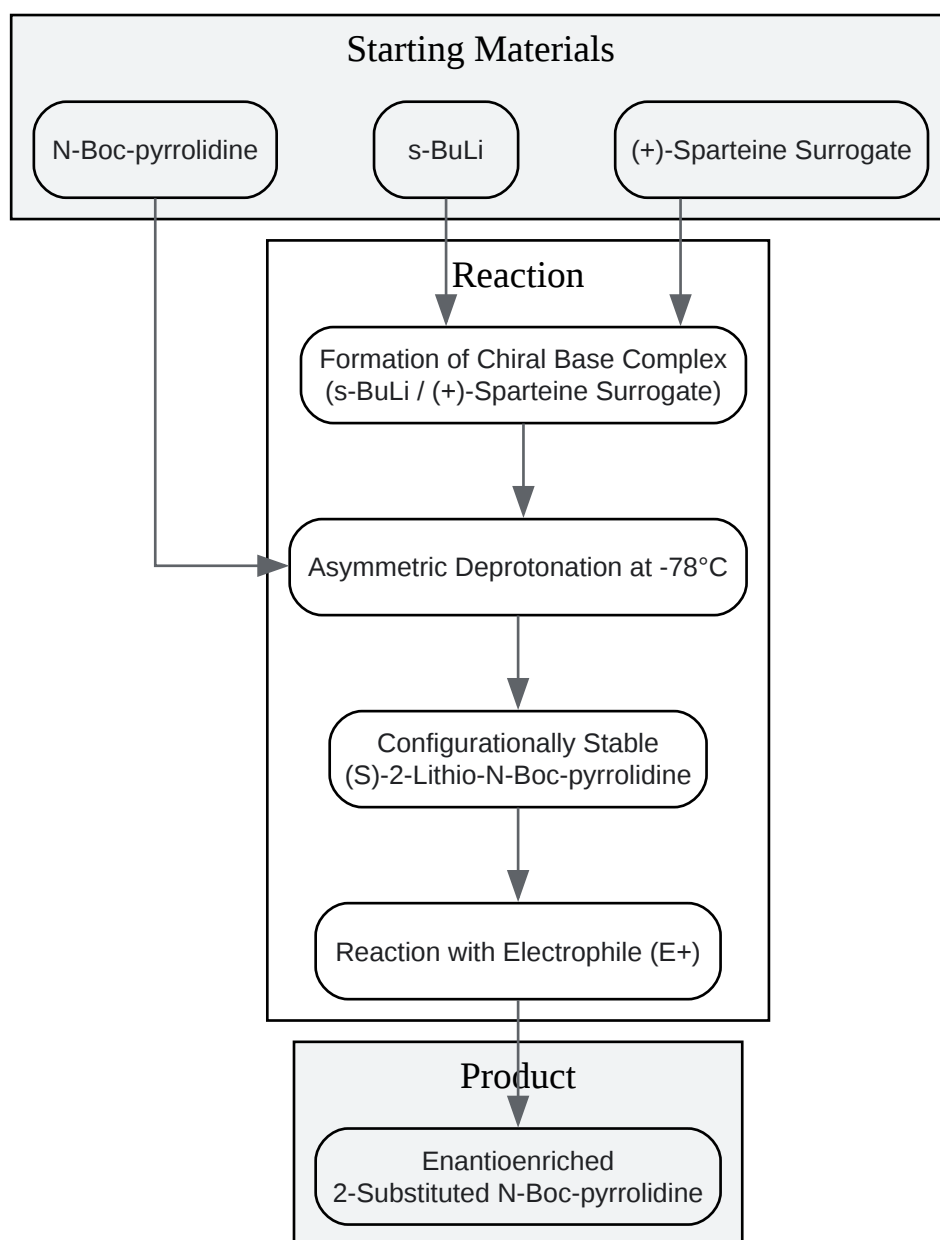 Starting Materials
N-Boc-pyrrolidine
s-BuLi
(+)-Sparteine Surrogate
Reaction
Formation of Chiral Base Complex
(s-BuLi / (+)-Sparteine Surrogate)
Asymmetric Deprotonation at -78°C
Configurationally Stable
(S)-2-Lithio-N-Boc-pyrrolidine
Reaction with Electrophile (E+)
Product
Enantioenriched
2-Substituted N-Boc-pyrrolidine